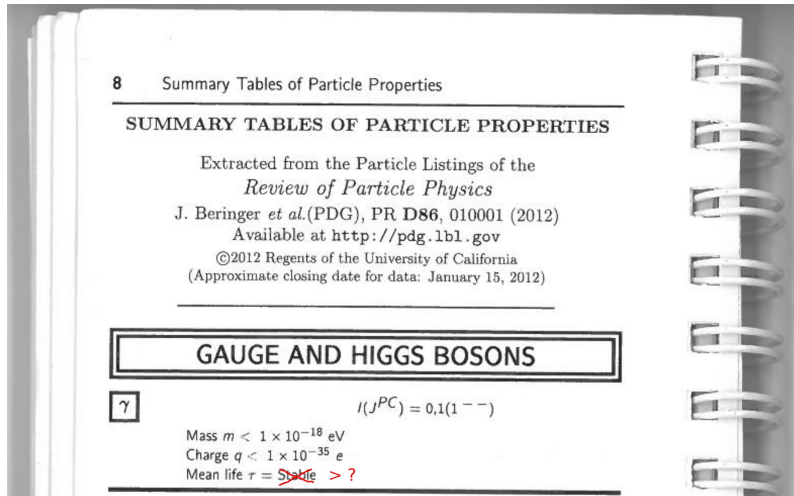 8 Summary Tables of Particle Properties
SUMMARY TABLES OF PARTICLE PROPERTIES
Extracted from the Particle Listings of the
Review of Particle Physics
J. Beringer et al.(PDG), PR D86, 010001 (2012)
Available at http://pdg.lbl.gov
©2012 Regents of the University of California
(Approximate closing date for data: January 15, 2012)
GAUGE AND HIGGS BOSONS
γ I(J^PC) = 0,1(1^− −)
Mass m < 1 × 10^−18 eV
Charge q < 1 × 10^−35 e
Mean life τ = Stable > ?